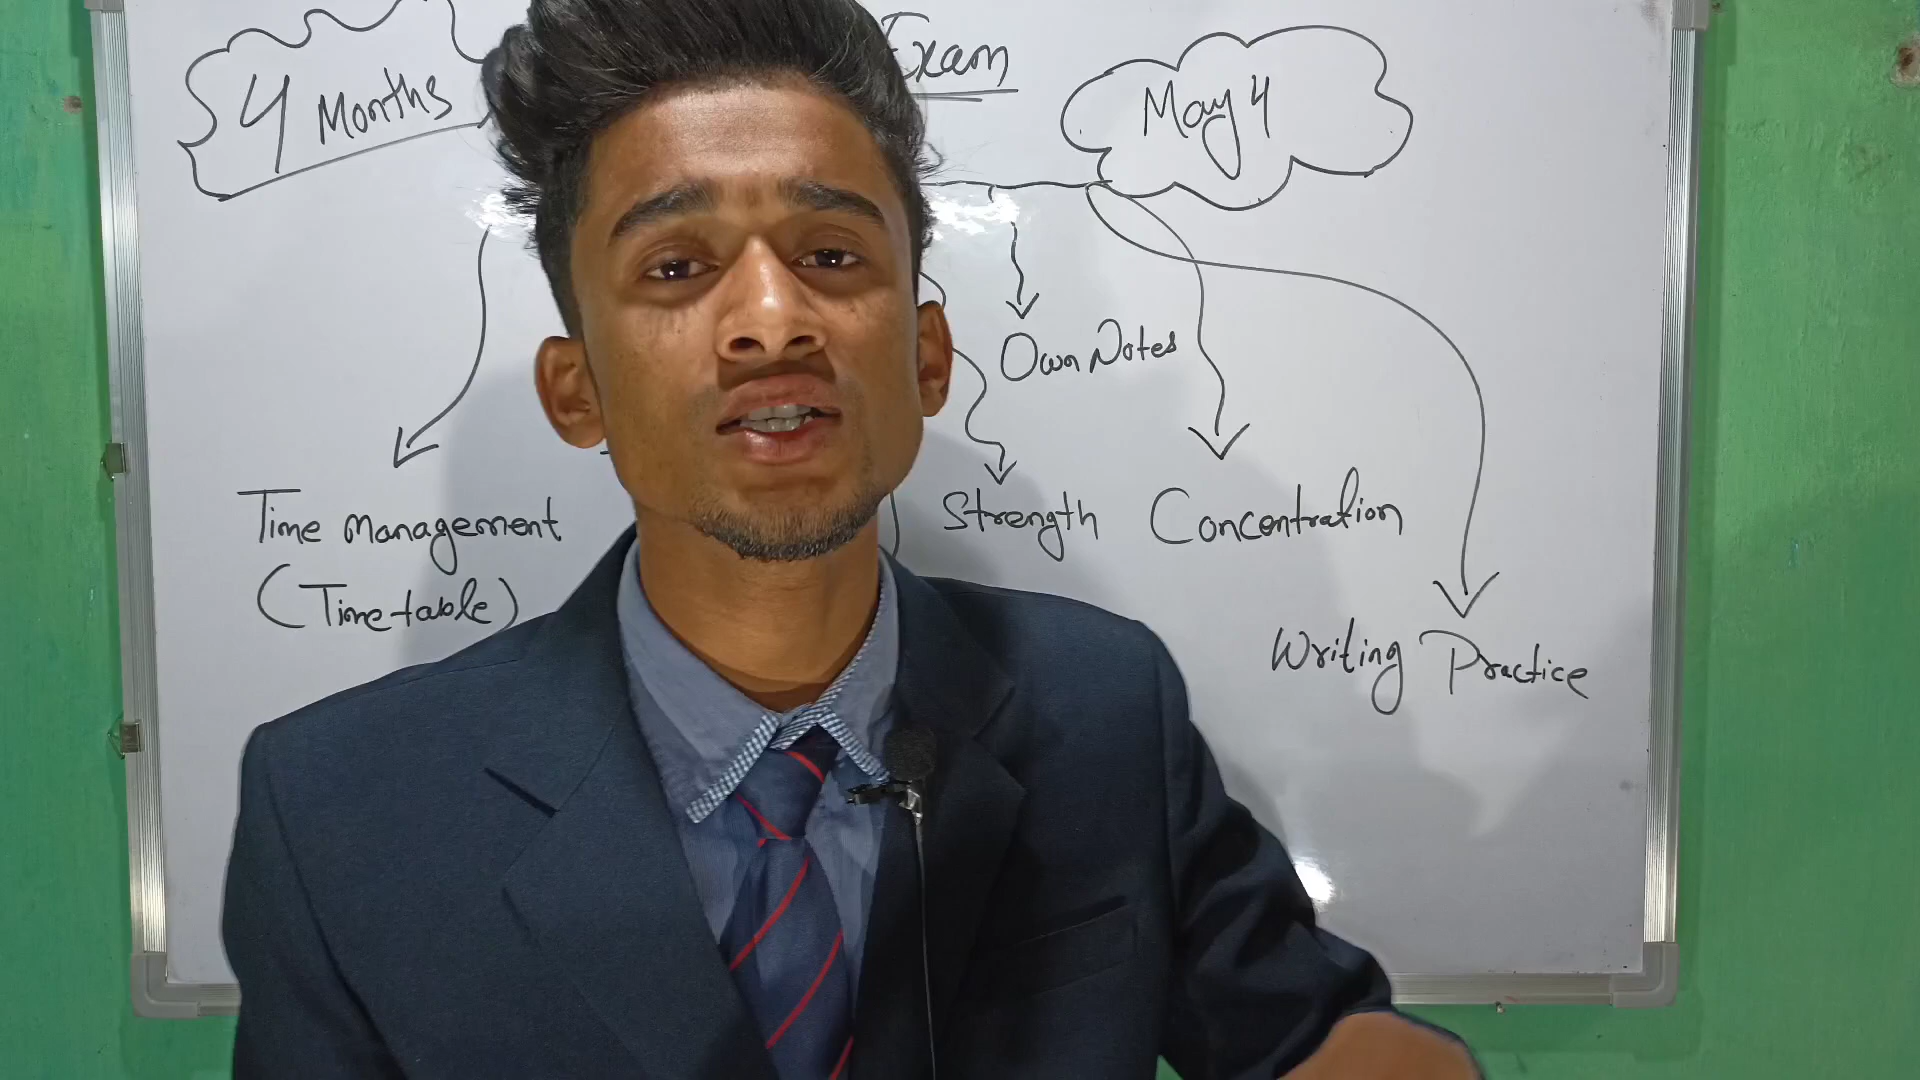 4 Months
Exam
May 4
Own Notes
Time management
(Time-table)
Strength
Concentration
Writing Practice